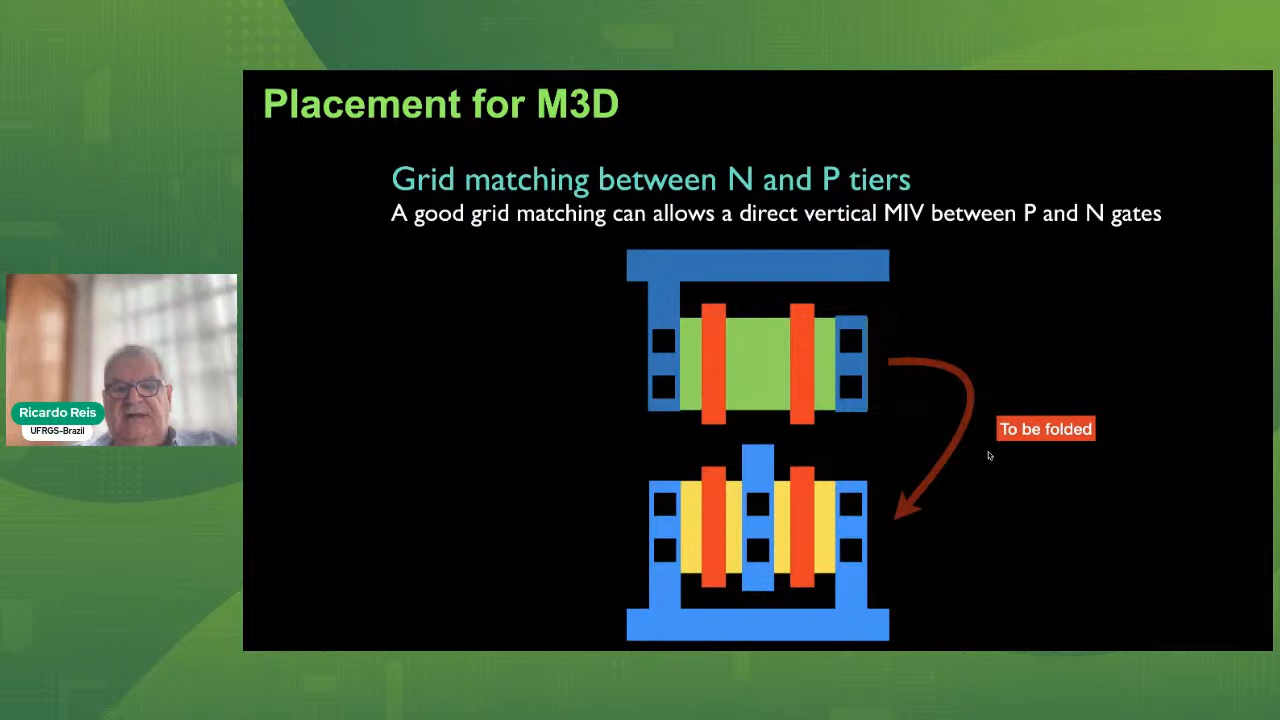 Placement for M3D
Grid matching between N and P tiers
A good grid matching can allows a direct vertical MIV between P and N gates
To be folded
Ricardo Reis
UFRGS-Brazil